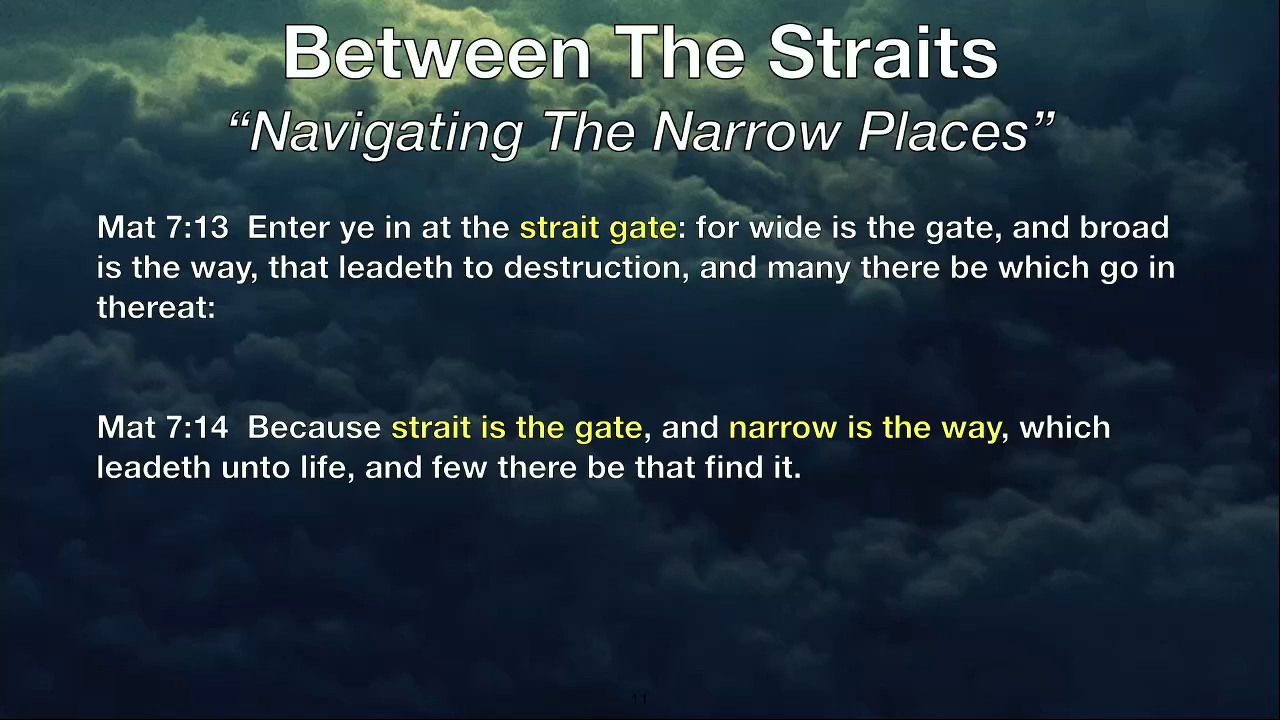 Between The Straits
“Navigating The Narrow Places”
Mat 7:13  Enter ye in at the strait gate: for wide is the gate, and broad
is the way, that leadeth to destruction, and many there be which go in
thereat:
Mat 7:14  Because strait is the gate, and narrow is the way, which
leadeth unto life, and few there be that find it.
11